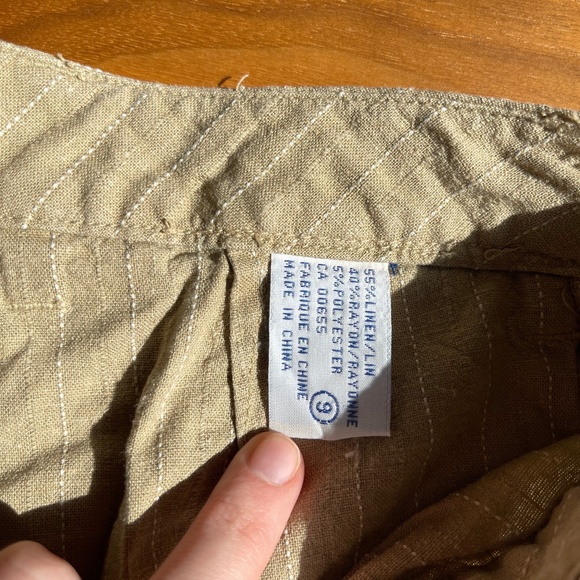 55%LINEN/LIN
40%RAYON/RAYONNE
5%POLYESTER
CA 00655
FABRIQUE EN CHINE
MADE IN CHINA
9